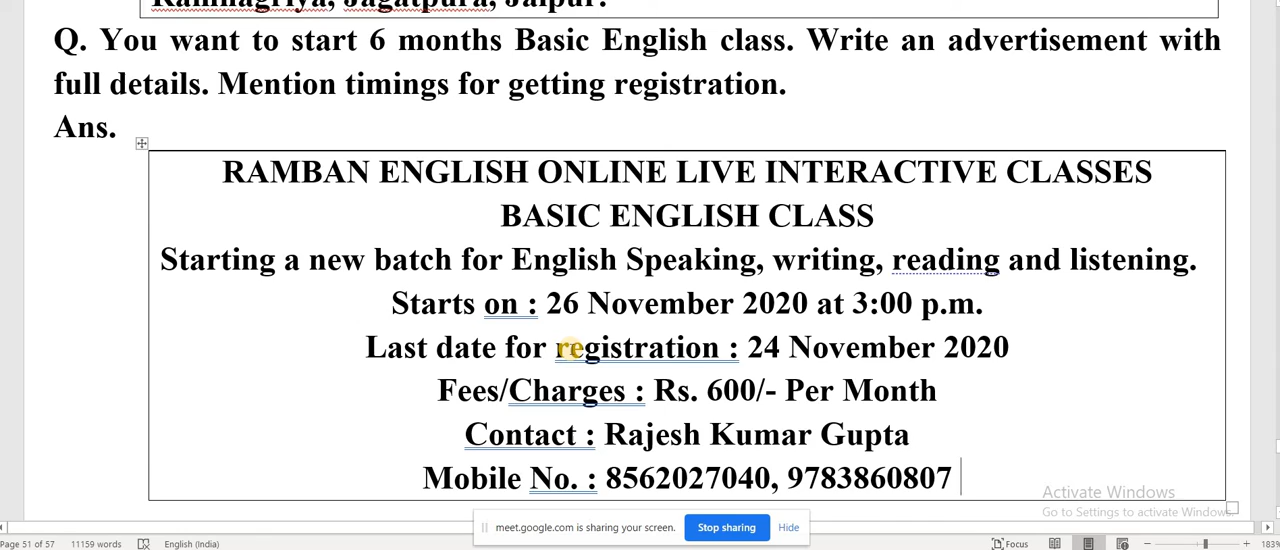 Ramnagriya, Jagatpura, Jaipur.
Q. You want to start 6 months Basic English class. Write an advertisement with
full details. Mention timings for getting registration.
Ans.
RAMBAN ENGLISH ONLINE LIVE INTERACTIVE CLASSES
BASIC ENGLISH CLASS
Starting a new batch for English Speaking, writing, reading and listening.
Starts on : 26 November 2020 at 3:00 p.m.
Last date for registration : 24 November 2020
Fees/Charges : Rs. 600/- Per Month
Contact : Rajesh Kumar Gupta
Mobile No. : 8562027040, 9783860807
Activate Windows
Go to Settings to activate Windows.
meet.google.com is sharing your screen. Stop sharing Hide
Page 51 of 57 11159 words English (India) Focus 183%